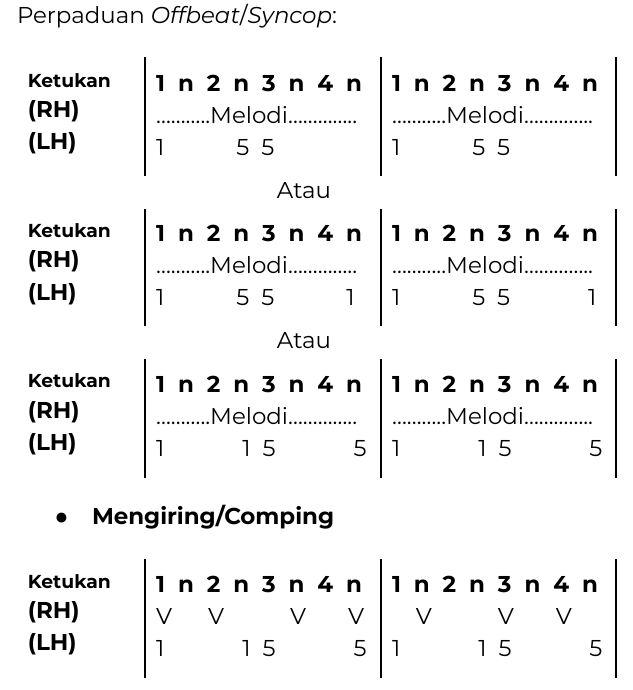 Perpaduan Offbeat/Syncop:
Ketukan 1 n 2 n 3 n 4 n 1 n 2 n 3 n 4 n
(RH) ...........Melodi.............. ...........Melodi..............
(LH) 1 5 5 1 5 5
Atau
Ketukan 1 n 2 n 3 n 4 n 1 n 2 n 3 n 4 n
(RH) ...........Melodi.............. ...........Melodi..............
(LH) 1 5 5 1 1 5 5 1
Atau
Ketukan 1 n 2 n 3 n 4 n 1 n 2 n 3 n 4 n
(RH) ...........Melodi.............. ...........Melodi..............
(LH) 1 1 5 5 1 1 5 5
● Mengiring/Comping
Ketukan 1 n 2 n 3 n 4 n 1 n 2 n 3 n 4 n
(RH) V V V V V V V
(LH) 1 1 5 5 1 1 5 5